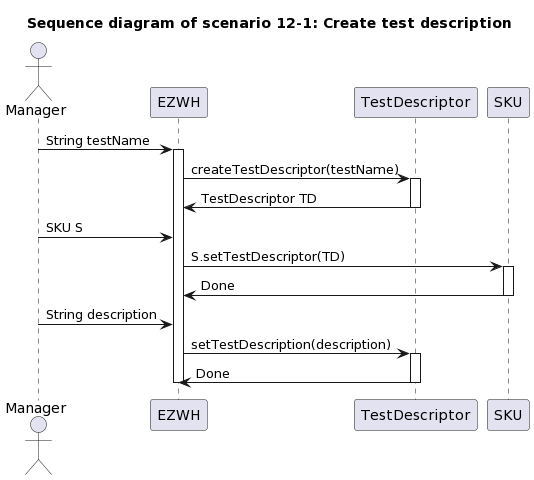 Sequence diagram of scenario 12-1: Create test description
Manager
EZWH
TestDescriptor
SKU
String testName
createTestDescriptor(testName)
TestDescriptor TD
SKU S
S.setTestDescriptor(TD)
Done
String description
setTestDescription(description)
Done
Manager
EZWH
TestDescriptor
SKU